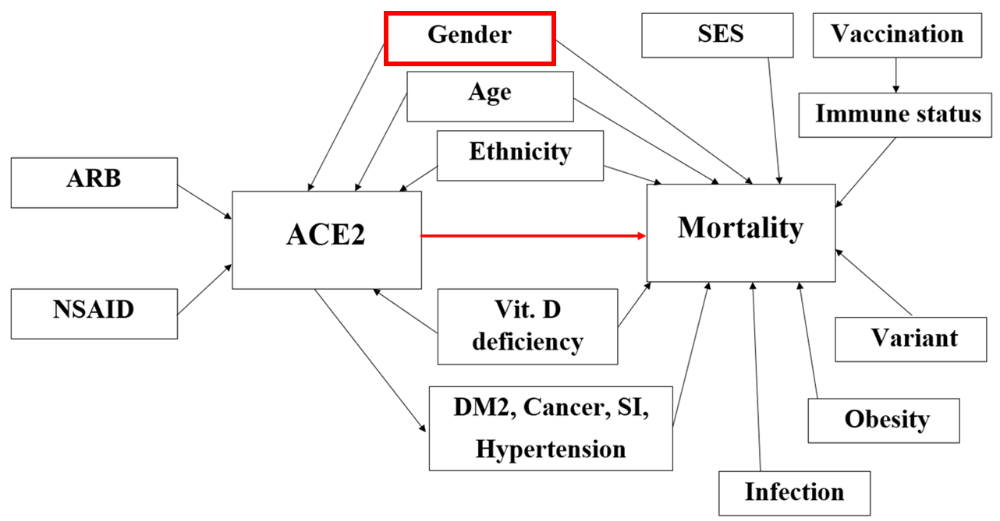 Gender
SES
Vaccination
Age
Immune status
Ethnicity
ARB
ACE2
Mortality
NSAID
Vit. D
deficiency
Variant
DM2, Cancer, SI,
Hypertension
Obesity
Infection